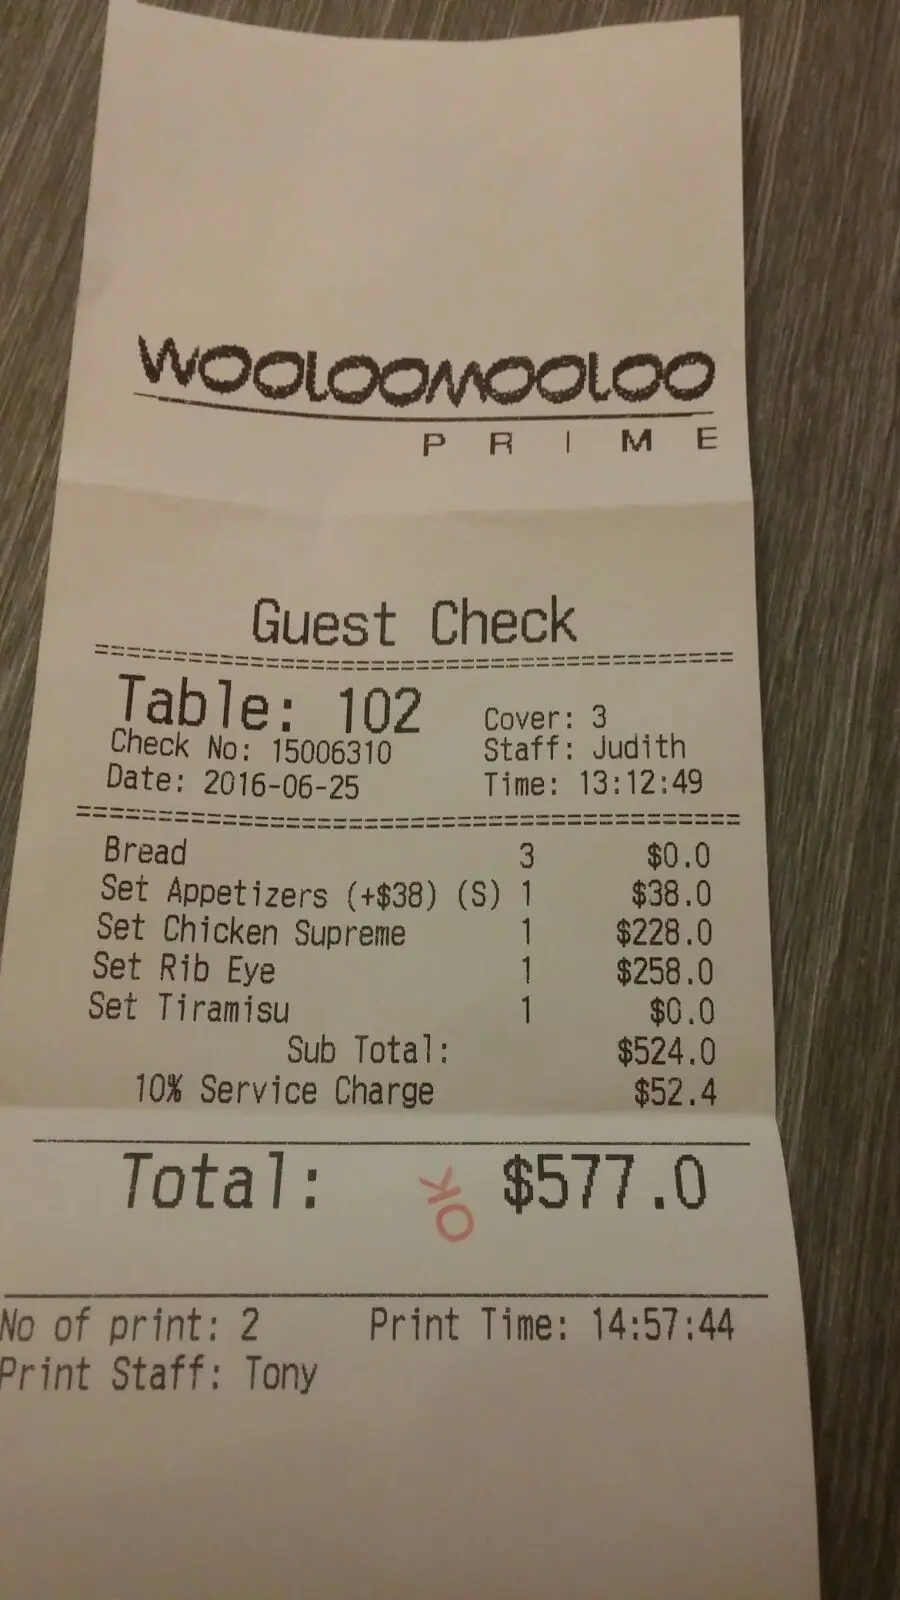 WOOLOOMOOLOO
PRIME
Guest Check
==================================================
Table: 102 Cover: 3
Check No: 15006310 Staff: Judith
Date: 2016-06-25 Time: 13:12:49
==================================================
Bread 3 $0.0
Set Appetizers (+$38) (S) 1 $38.0
Set Chicken Supreme 1 $228.0
Set Rib Eye 1 $258.0
Set Tiramisu 1 $0.0
Sub Total: $524.0
10% Service Charge $52.4
Total: $577.0
OK
No of print: 2 Print Time: 14:57:44
Print Staff: Tony